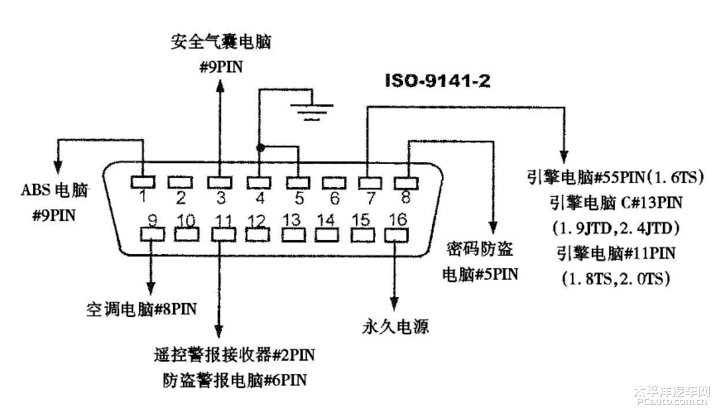 安全气囊电脑
#9PIN
ISO-9141-2
ABS 电脑
#9PIN
1 2 3 4 5 6 7 8
9 10 11 12 13 14 15 16
引擎电脑#55PIN(1.6TS)
引擎电脑 C#13PIN
(1.9JTD,2.4JTD)
引擎电脑#11PIN
(1.8TS,2.0TS)
密码防盗
电脑#5PIN
空调电脑#8PIN
永久电源
遥控警报接收器#2PIN
防盗警报电脑#6PIN
太平洋汽车网
PCauto.com.cn